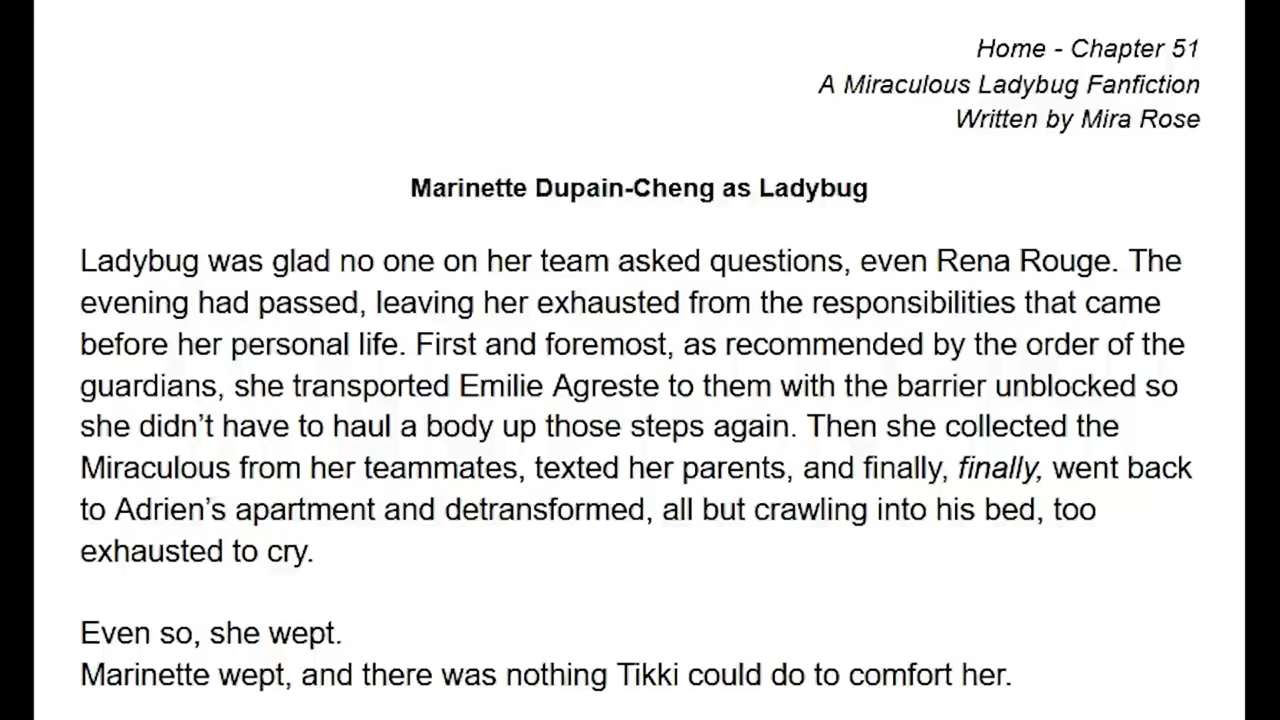 Home - Chapter 51
A Miraculous Ladybug Fanfiction
Written by Mira Rose
Marinette Dupain-Cheng as Ladybug
Ladybug was glad no one on her team asked questions, even Rena Rouge. The
evening had passed, leaving her exhausted from the responsibilities that came
before her personal life. First and foremost, as recommended by the order of the
guardians, she transported Emilie Agreste to them with the barrier unblocked so
she didn’t have to haul a body up those steps again. Then she collected the
Miraculous from her teammates, texted her parents, and finally, finally, went back
to Adrien’s apartment and detransformed, all but crawling into his bed, too
exhausted to cry.
Even so, she wept.
Marinette wept, and there was nothing Tikki could do to comfort her.